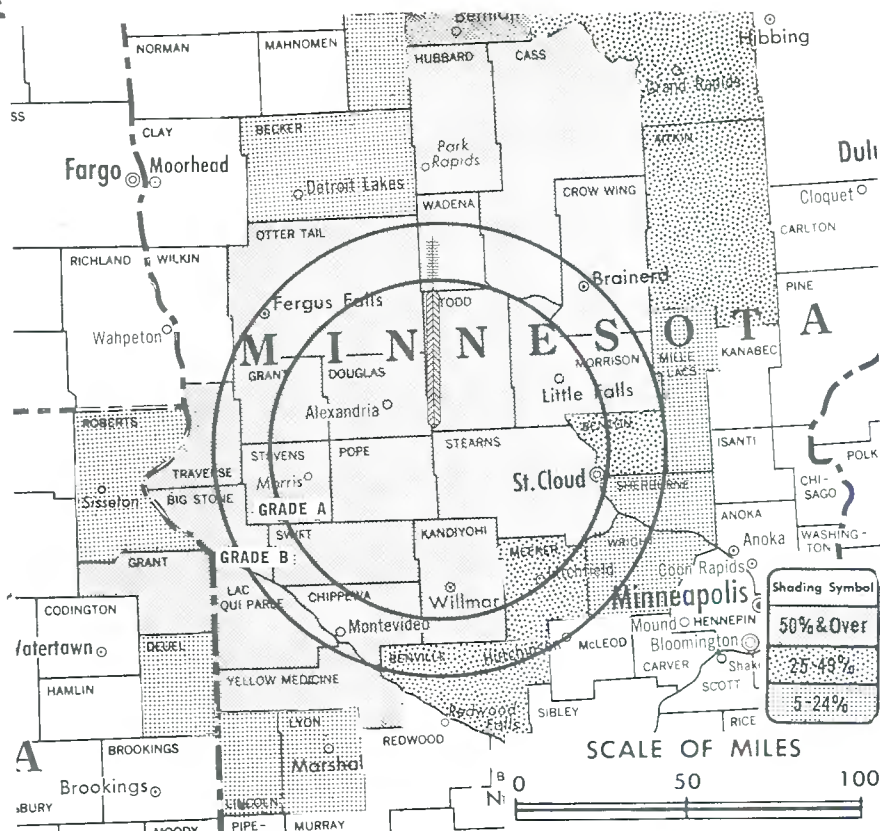 NORMAN
MAHNOMEN
HUBBARD
CASS
Hibbing
Grand Rapids
SS
CLAY
BECKER
AITKIN
Fargo
Moorhead
Park
Rapids
Detroit Lakes
CROW WING
Cloquet
WADENA
CARLTON
OTTER TAIL
RICHLAND
WILKIN
Brainerd
PINE
Fergus Falls
TODD
Wahpeton
MINNESOTA
MORRISON
MILLE
LACS
KANABEC
GRANT
DOUGLAS
Little Falls
Alexandria
ROBERTS
BENTON
STEVENS
POPE
STEARNS
ISANTI
POLK
TRAVERSE
Morris
St. Cloud
CHI-
SAGO
Sisseton
BIG STONE
SHERBURNE
GRADE A
ANOKA
SWIFT
KANDIYOHI
WASHING-
TON
GRADE B
MEEKER
WRIGHT
Anoka
GRANT
Litchfield
Coon Rapids
LAC
QUI PARLE
CHIPPEWA
Willmar
Minneapolis
Shading Symbol
CODINGTON
50% & Over
Montevideo
Mound
HENNEPIN
Watertown
DEUEL
RENVILLE
Hutchinson
McLEOD
Bloomington
25-49%
CARVER
HAMLIN
YELLOW MEDICINE
SCOTT
5-24%
Redwood
Falls
SIBLEY
RICE
LYON
REDWOOD
SCALE OF MILES
A
BROOKINGS
Marshal
Brookings
0 50 100
LINCOLN
PIPE-
MURRAY